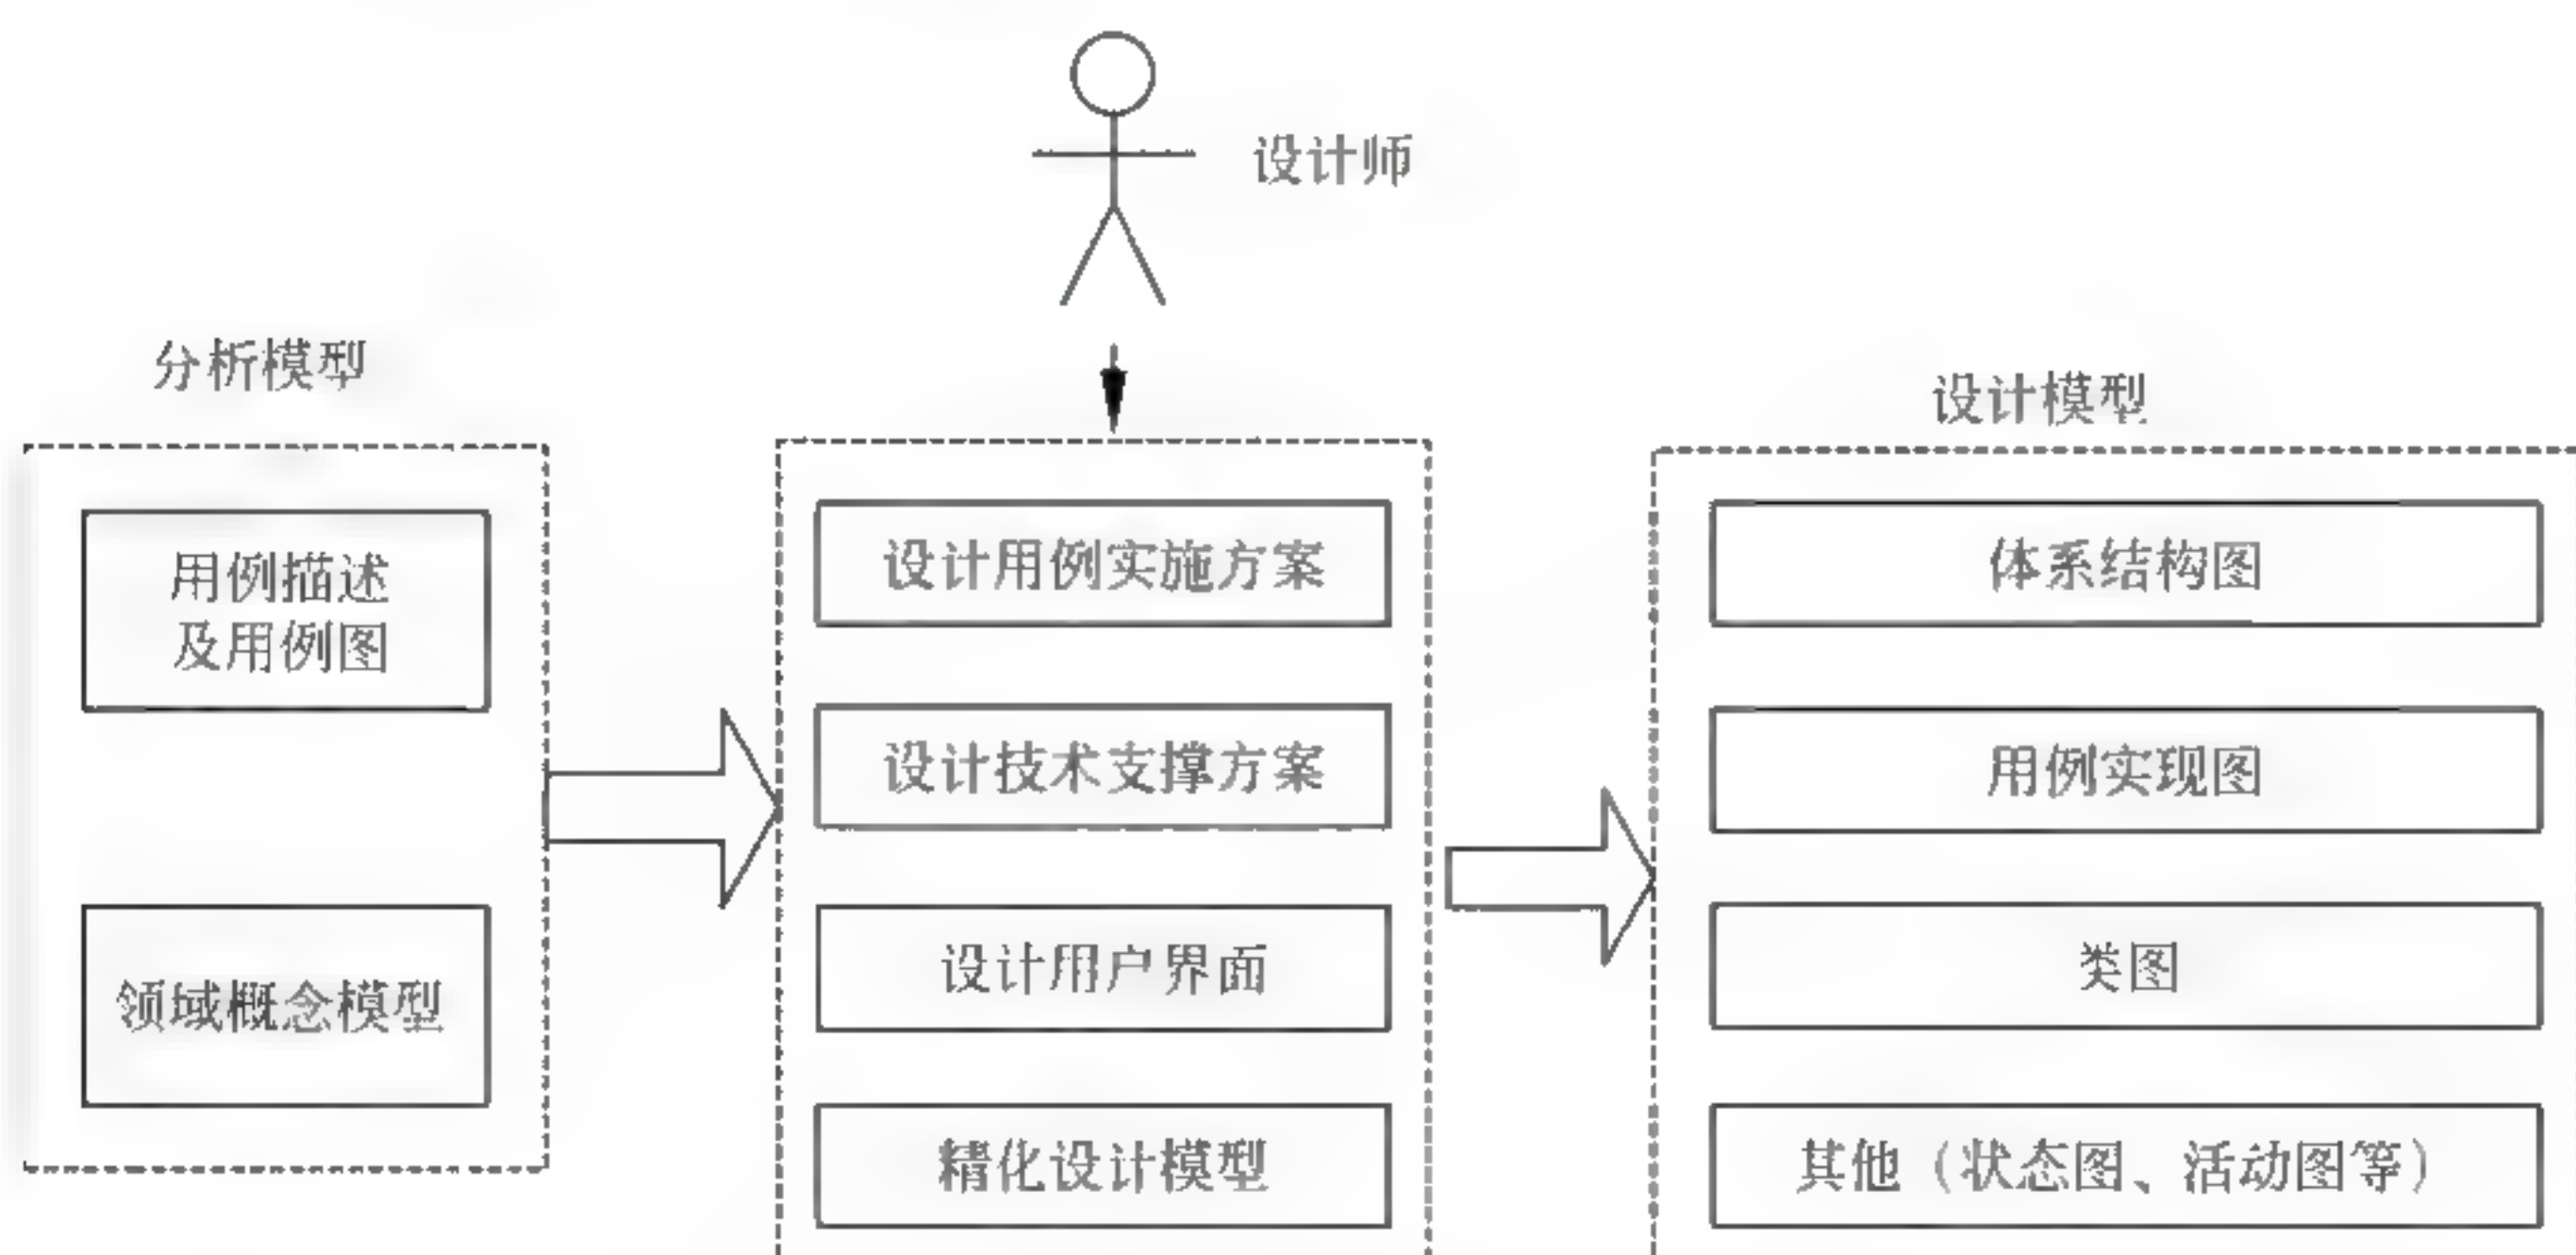 设计师
分析模型
用例描述
及用例图
领域概念模型
设计用例实施方案
设计技术支撑方案
设计用户界面
精化设计模型
设计模型
体系结构图
用例实现图
类图
其他（状态图、活动图等）